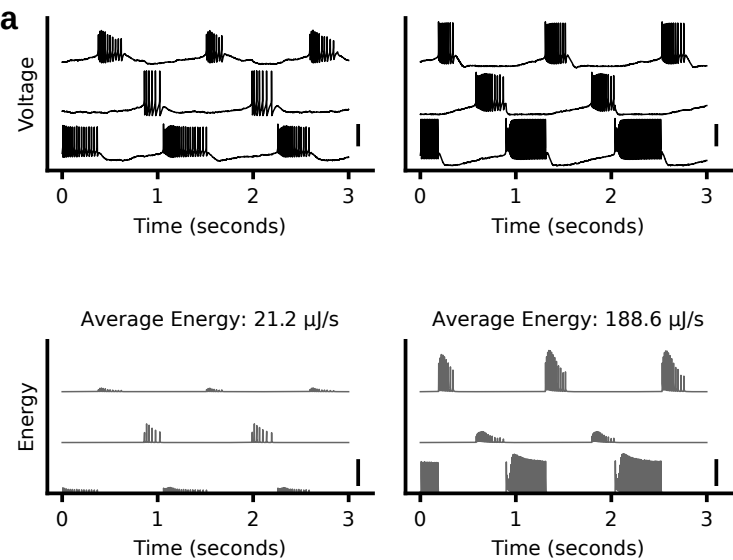 a
Voltage
0 1 2 3
0 1 2 3
Time (seconds)
Time (seconds)
Average Energy: 21.2 µJ/s
Average Energy: 188.6 µJ/s
Energy
0 1 2 3
0 1 2 3
Time (seconds)
Time (seconds)